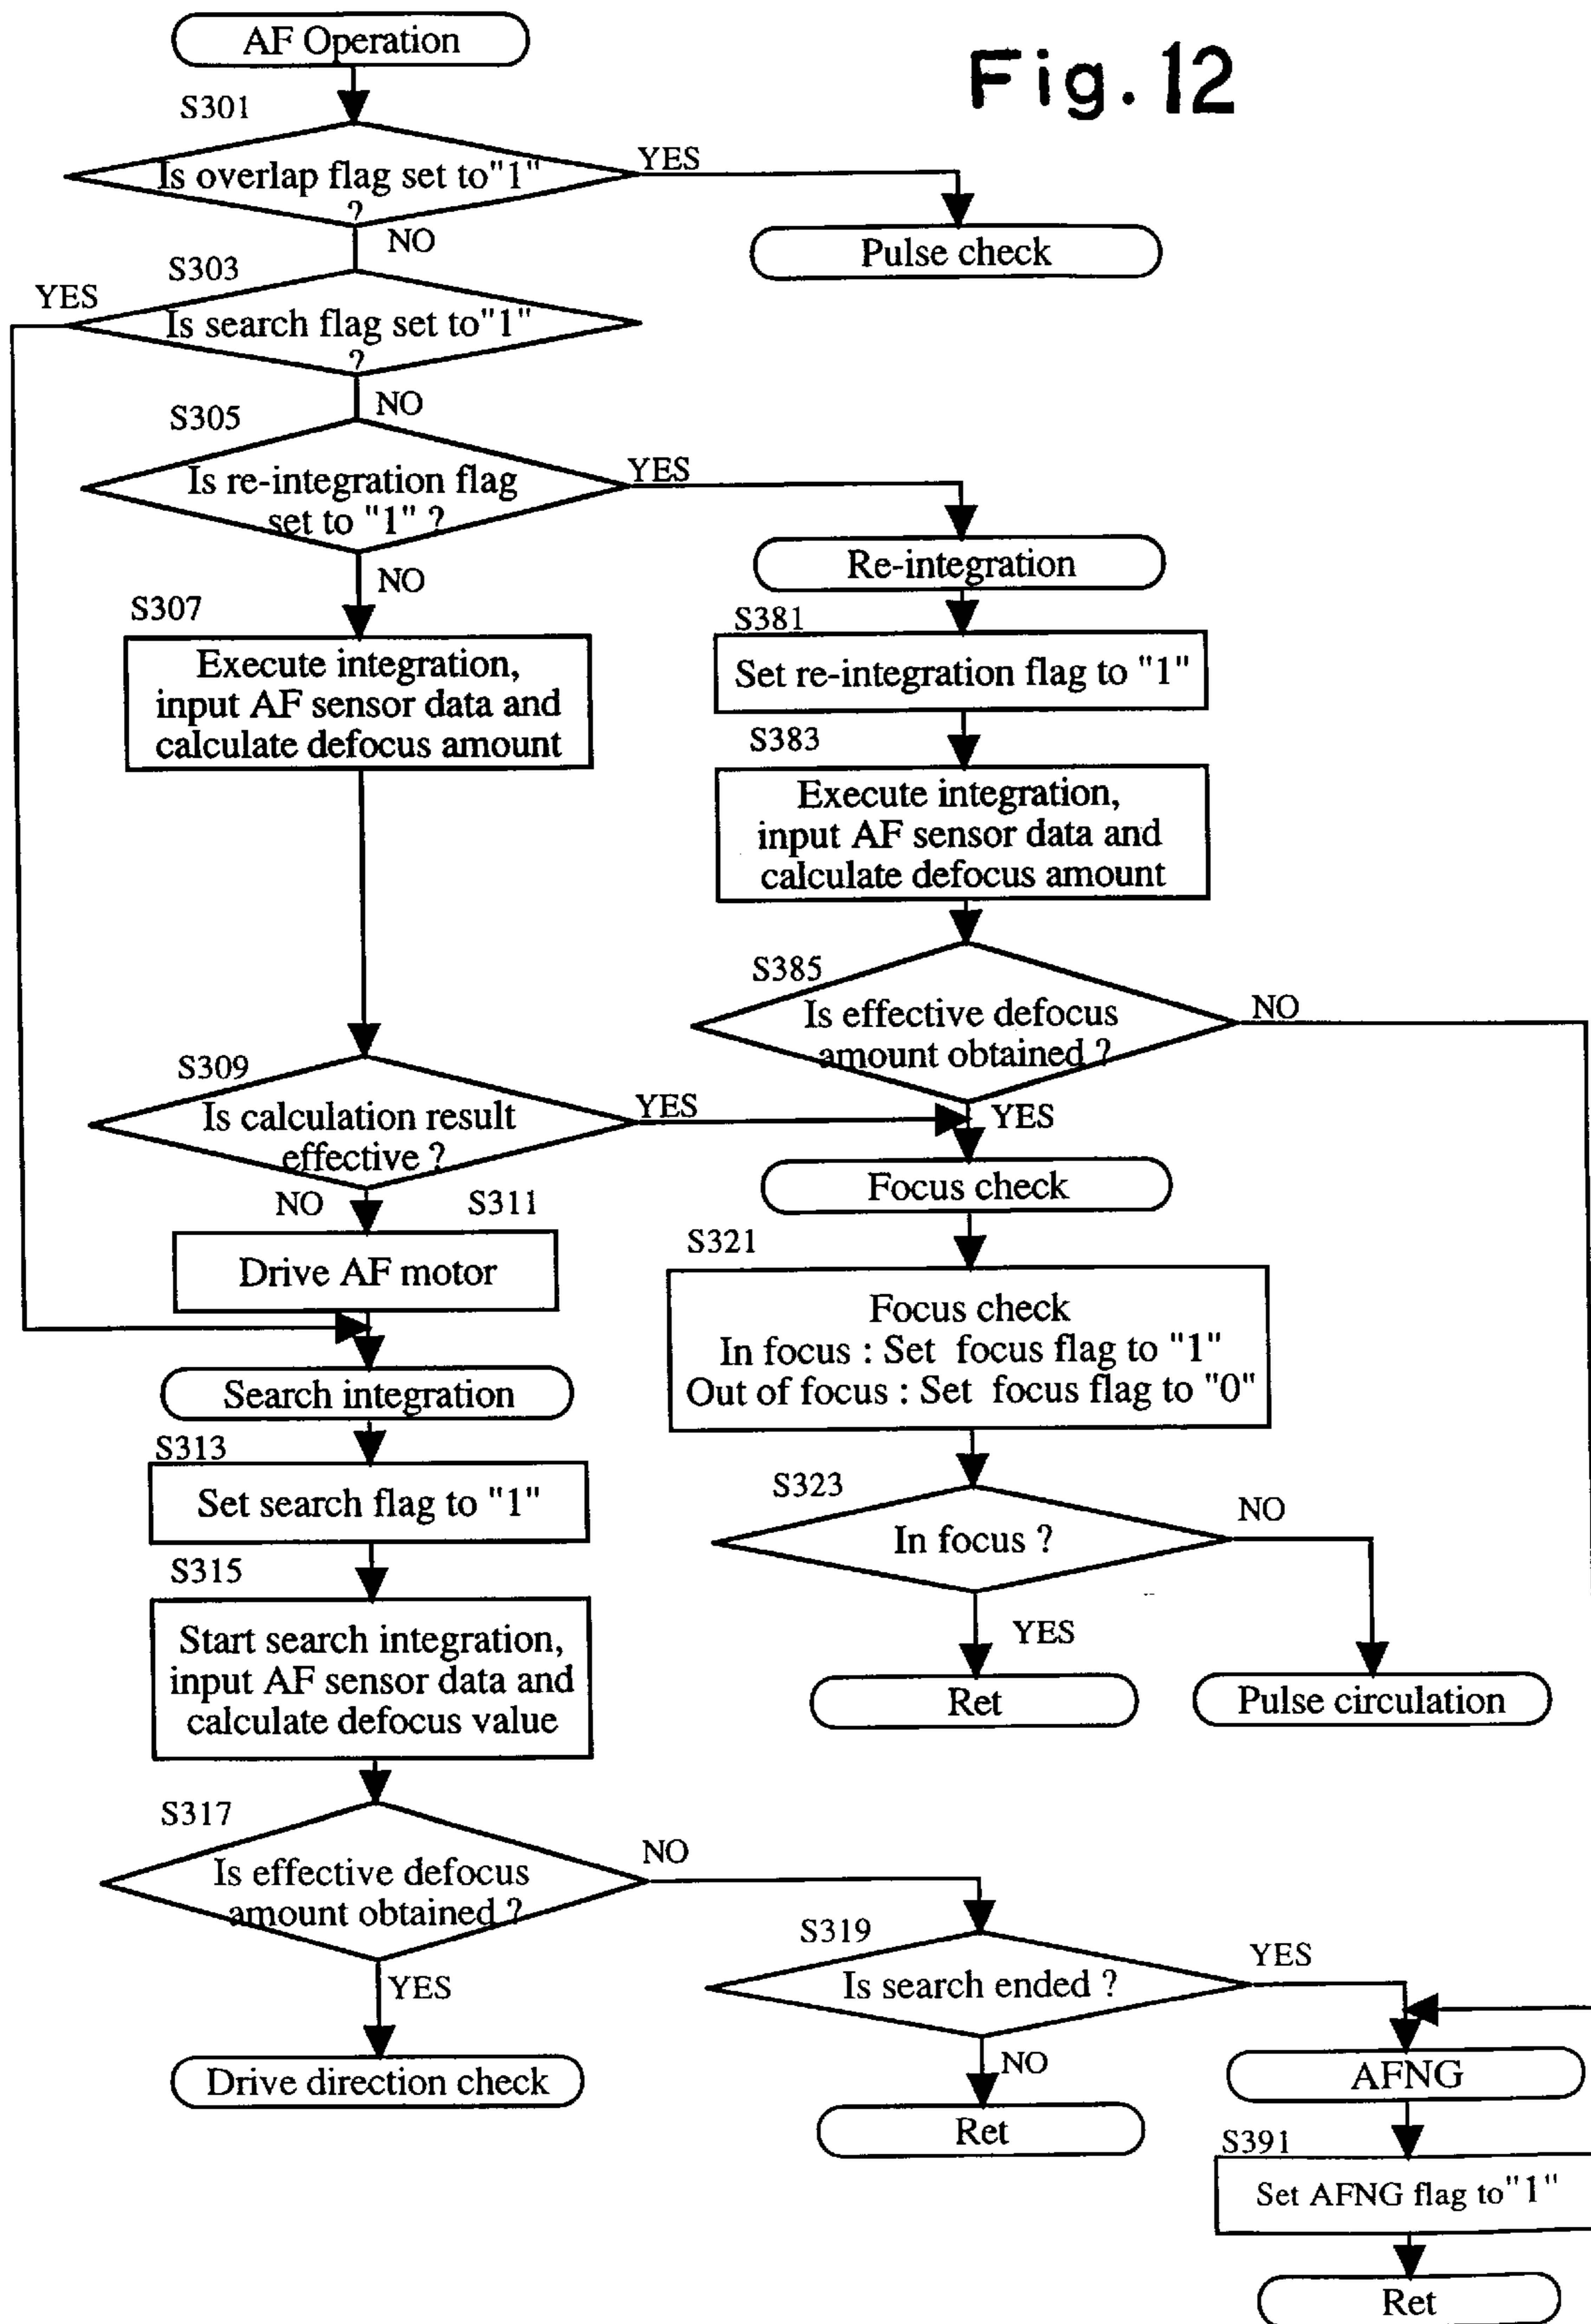 Fig. 12
AF Operation
S301
Is overlap flag set to"1"
?
YES
NO
Pulse check
S303
YES
Is search flag set to"1"
?
NO
S305
Is re-integration flag
set to "1" ?
YES
NO
Re-integration
S307
Execute integration,
input AF sensor data and
calculate defocus amount
S381
Set re-integration flag to "1"
S383
Execute integration,
input AF sensor data and
calculate defocus amount
S385
Is effective defocus
amount obtained ?
NO
YES
S309
Is calculation result
effective ?
YES
NO
Focus check
S311
Drive AF motor
S321
Focus check
In focus : Set focus flag to "1"
Out of focus : Set focus flag to "0"
Search integration
S313
Set search flag to "1"
S323
In focus ?
NO
YES
Ret
Pulse circulation
S315
Start search integration,
input AF sensor data and
calculate defocus value
S317
Is effective defocus
amount obtained ?
NO
YES
Drive direction check
S319
Is search ended ?
YES
NO
Ret
AFNG
S391
Set AFNG flag to"1"
Ret